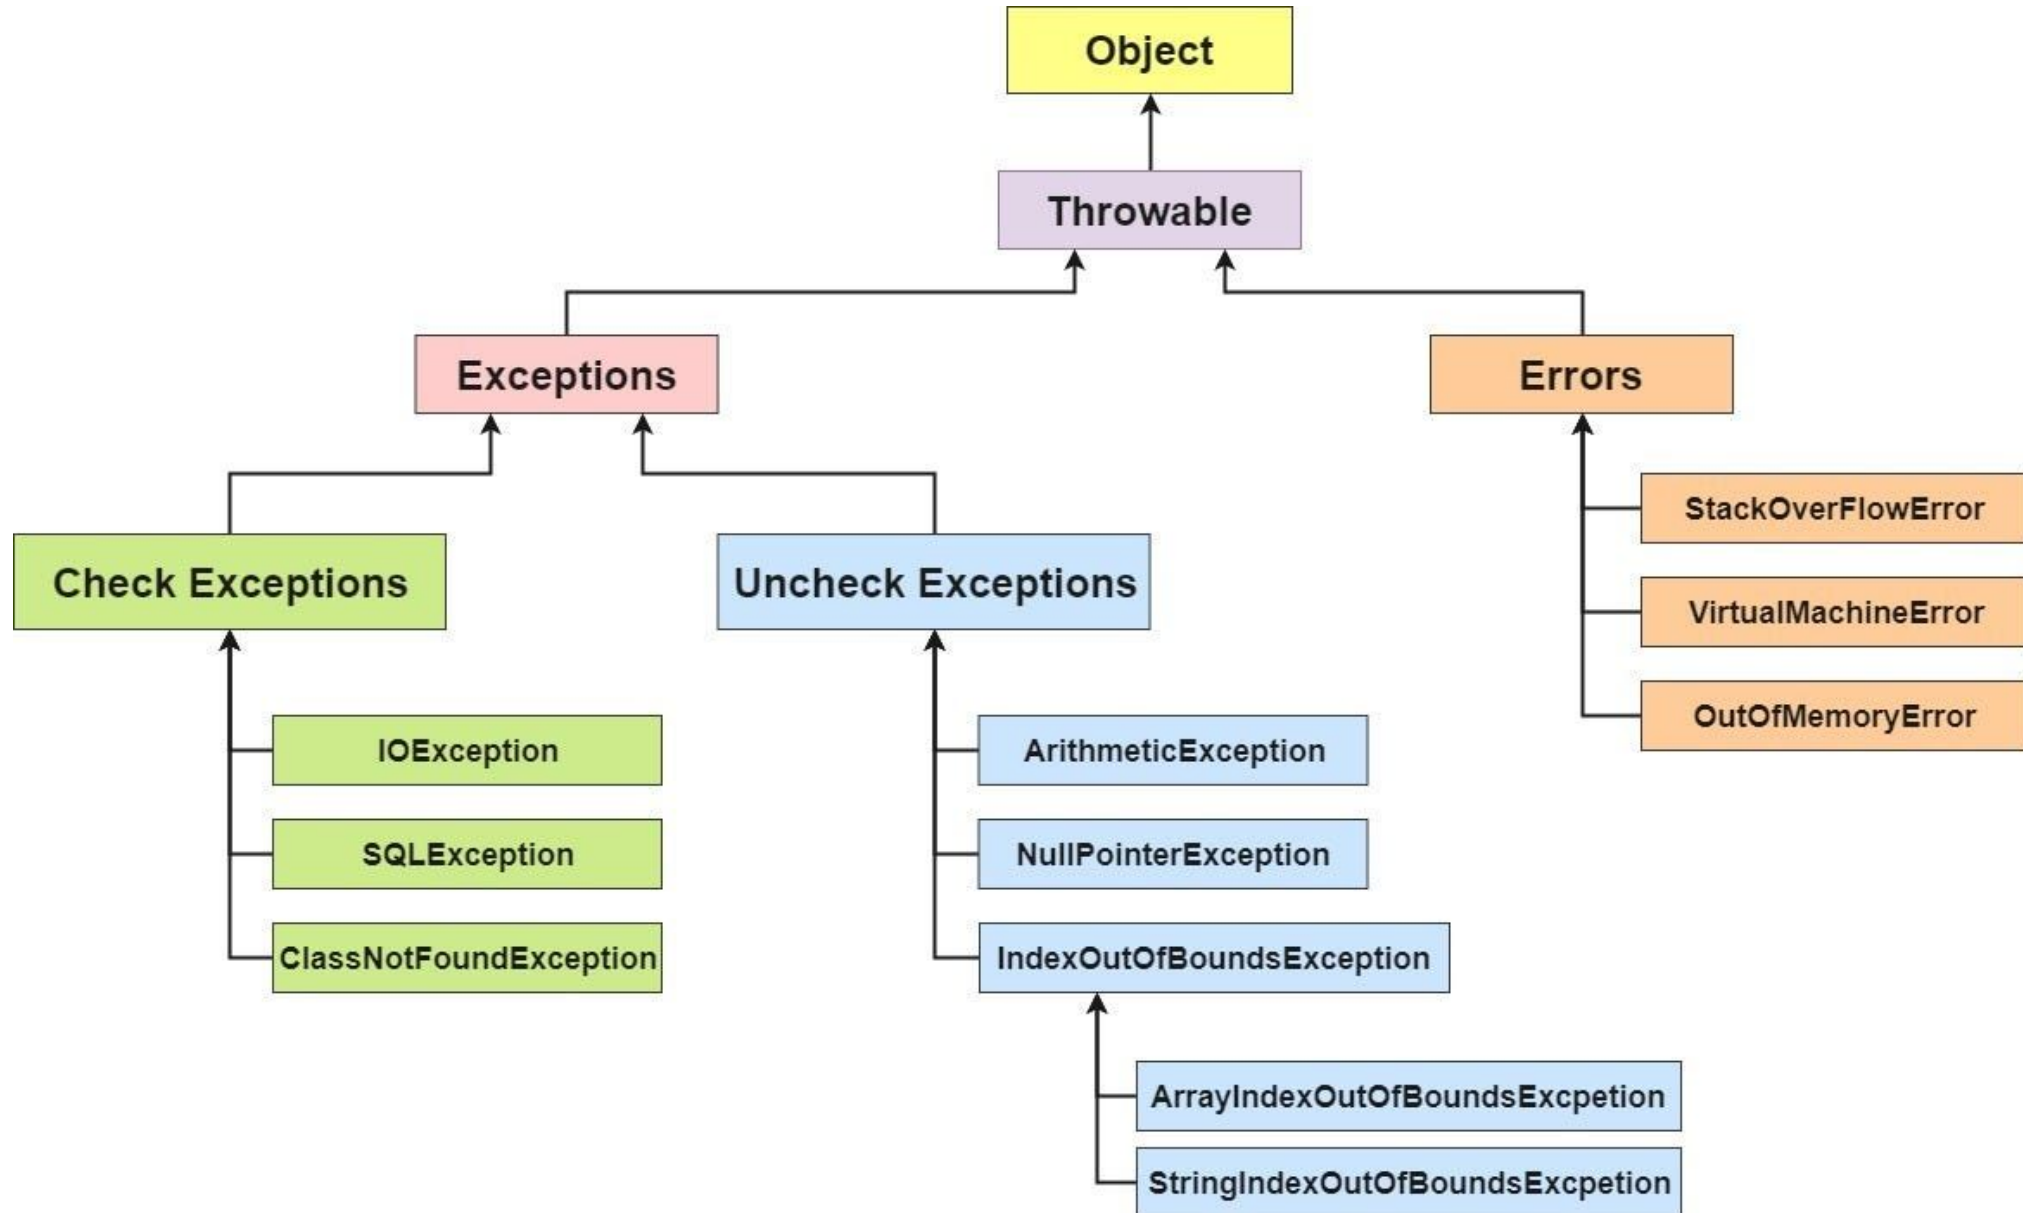 Object
Throwable
Exceptions
Errors
StackOverFlowError
VirtualMachineError
OutOfMemoryError
Check Exceptions
Uncheck Exceptions
IOException
SQLException
ClassNotFoundException
ArithmeticException
NullPointerException
IndexOutOfBoundsException
ArrayIndexOutOfBoundsExcpetion
StringIndexOutOfBoundsExcpetion